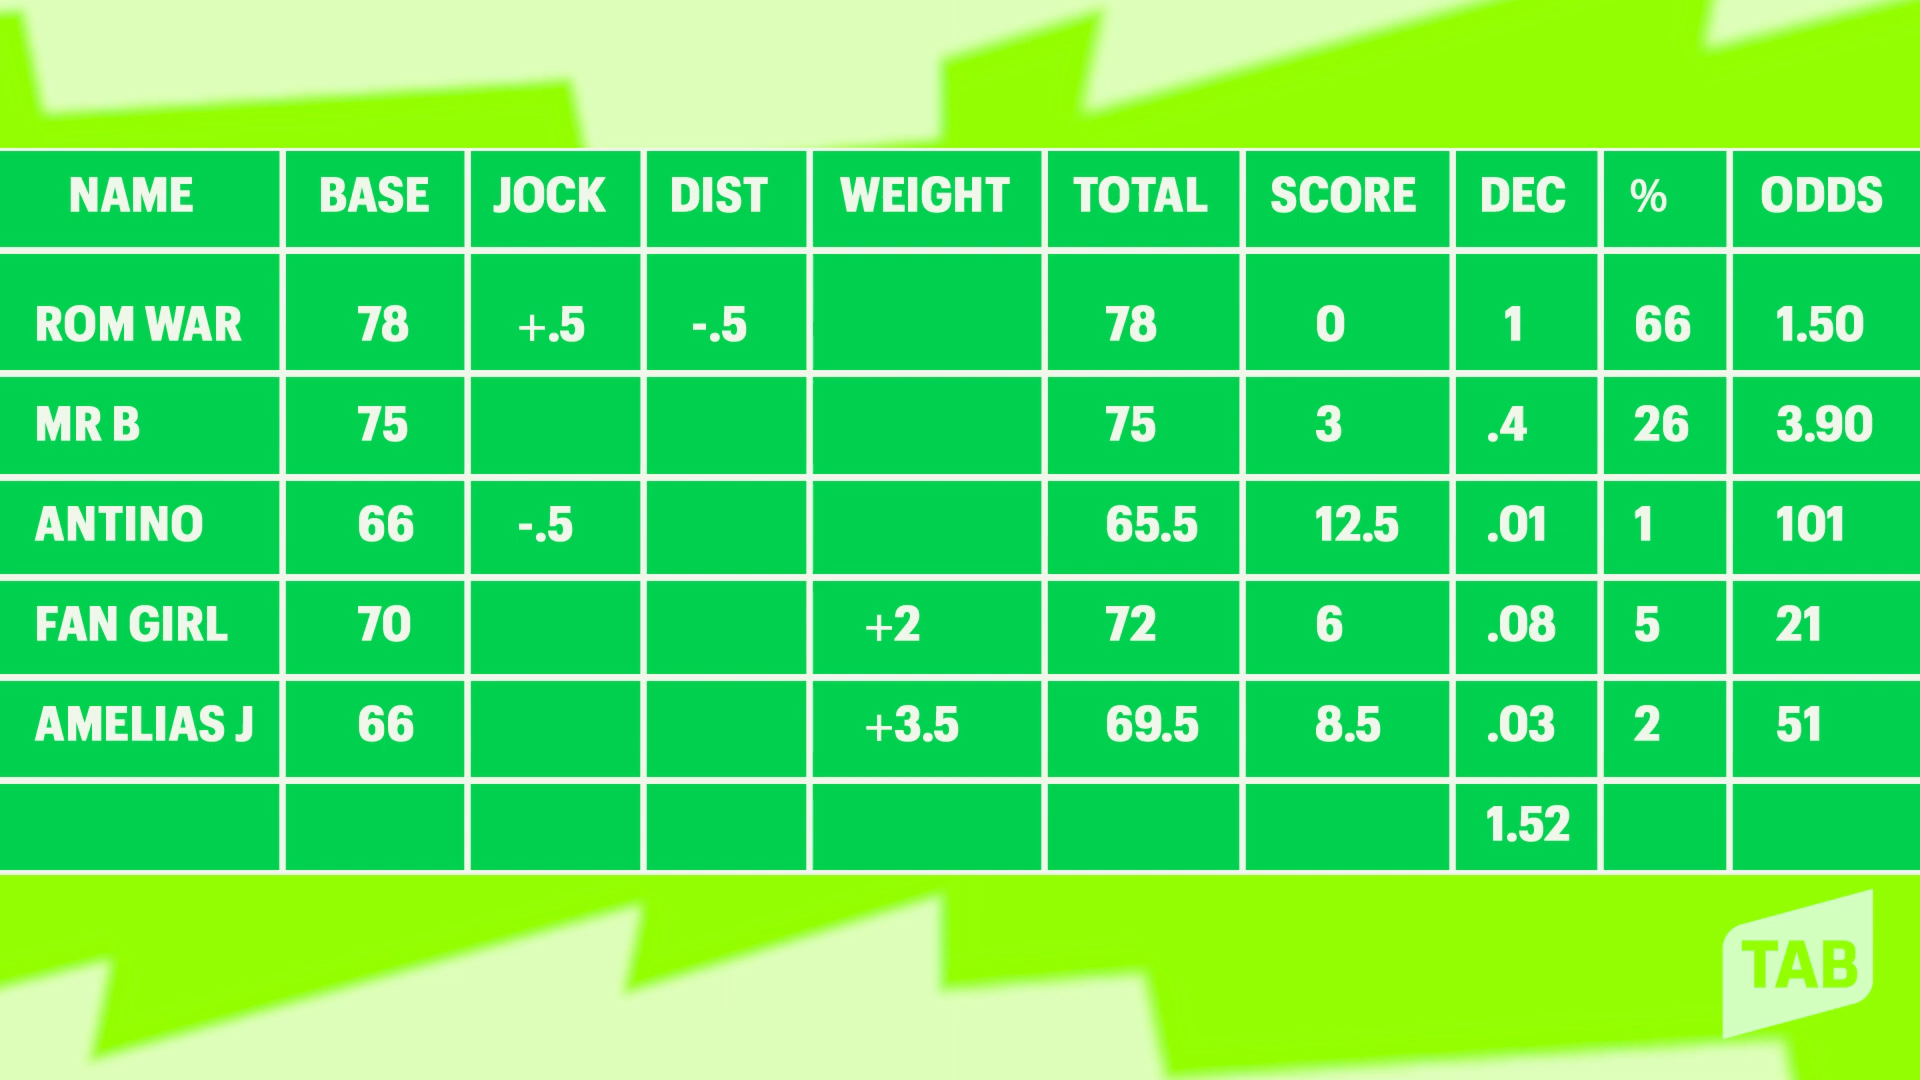 NAME BASE JOCK DIST WEIGHT TOTAL SCORE DEC % ODDS
ROM WAR 78 +.5 -.5 78 0 1 66 1.50
MR B 75 75 3 .4 26 3.90
ANTINO 66 -.5 65.5 12.5 .01 1 101
FAN GIRL 70 +2 72 6 .08 5 21
AMELIAS J 66 +3.5 69.5 8.5 .03 2 51
1.52
TAB